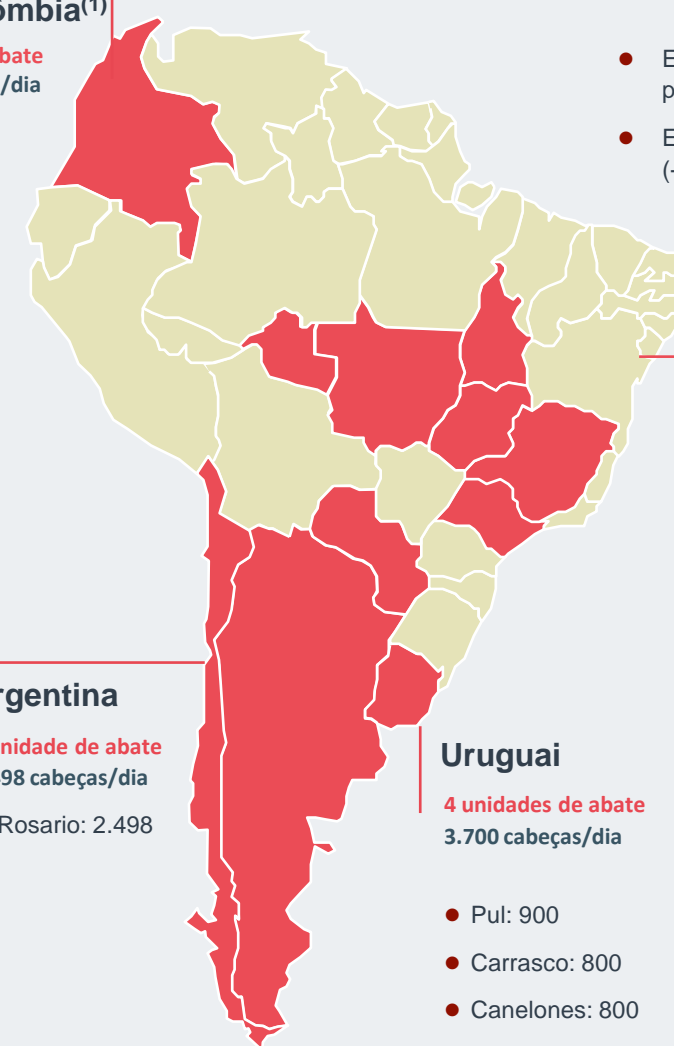 ômbia(1)
bate
/dia
E
p
E
(-
rgentina
nidade de abate
98 cabeças/dia
Rosario: 2.498
Uruguai
4 unidades de abate
3.700 cabeças/dia
Pul: 900
Carrasco: 800
Canelones: 800